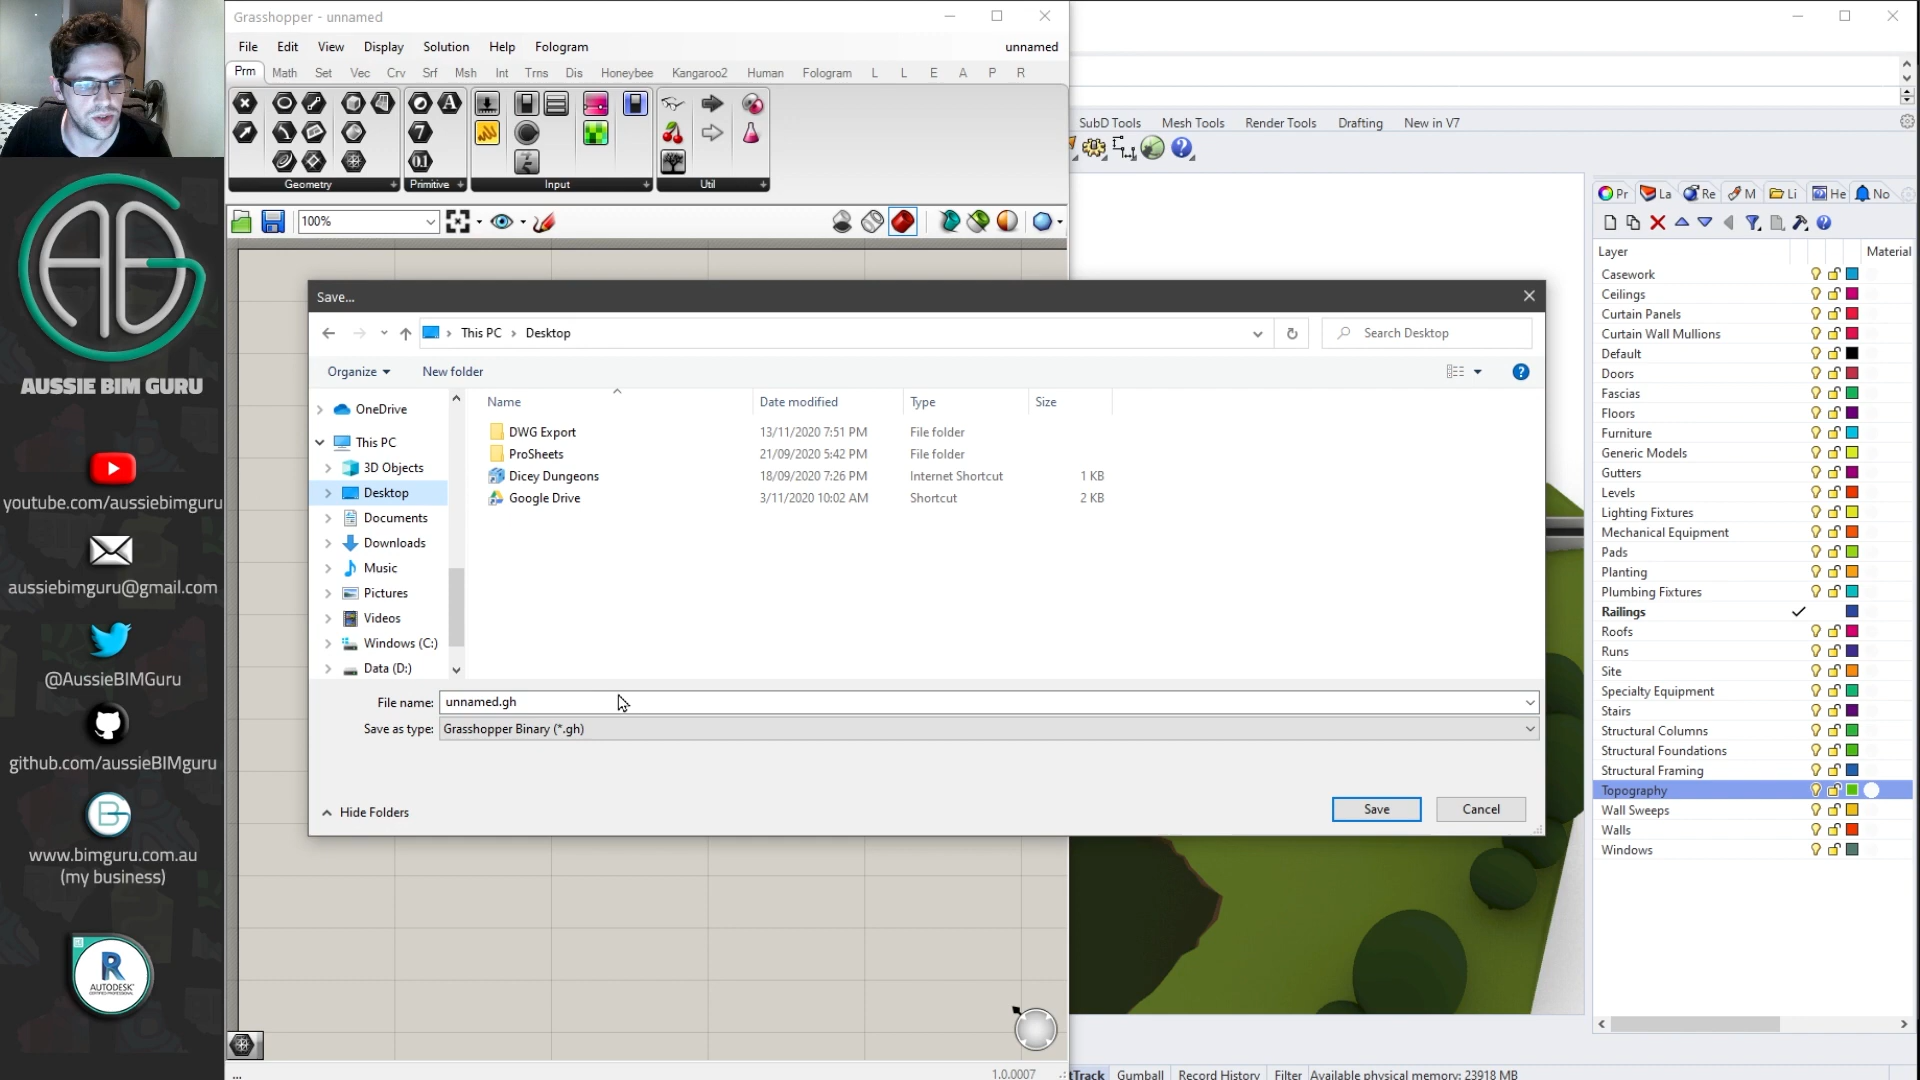 Grasshopper - unnamed
File Edit View Display Solution Help Fologram unnamed
Prm Math Set Vec Crv Srf Msh Int Trns Dis Honeybee Kangaroo2 Human Fologram L L E A P R
Geometry Primitive Input Util
100%
SubD Tools Mesh Tools Render Tools Drafting New in V7
Pr La Re M Li He No
Layer Material
Casework
Ceilings
Curtain Panels
Curtain Wall Mullions
Default
Doors
Fascias
Floors
Furniture
Generic Models
Gutters
Levels
Lighting Fixtures
Mechanical Equipment
Pads
Planting
Plumbing Fixtures
Railings
Roofs
Runs
Site
Specialty Equipment
Stairs
Structural Columns
Structural Foundations
Structural Framing
Topography
Wall Sweeps
Walls
Windows
Save...
This PC › Desktop
Search Desktop
Organize New folder
OneDrive
This PC
3D Objects
Desktop
Documents
Downloads
Music
Pictures
Videos
Windows (C:)
Data (D:)
Name Date modified Type Size
DWG Export 13/11/2020 7:51 PM File folder
ProSheets 21/09/2020 5:42 PM File folder
Dicey Dungeons 18/09/2020 7:26 PM Internet Shortcut 1 KB
Google Drive 3/11/2020 10:02 AM Shortcut 2 KB
File name: unnamed.gh
Save as type: Grasshopper Binary (*.gh)
Hide Folders
Save Cancel
AUSSIE BIM GURU
youtube.com/aussiebimguru
aussiebimguru@gmail.com
@AussieBIMGuru
github.com/aussieBIMguru
www.bimguru.com.au
(my business)
R
AUTODESK
... 1.0.0007
tTrack Gumball Record History Filter Available physical memory: 23918 MB